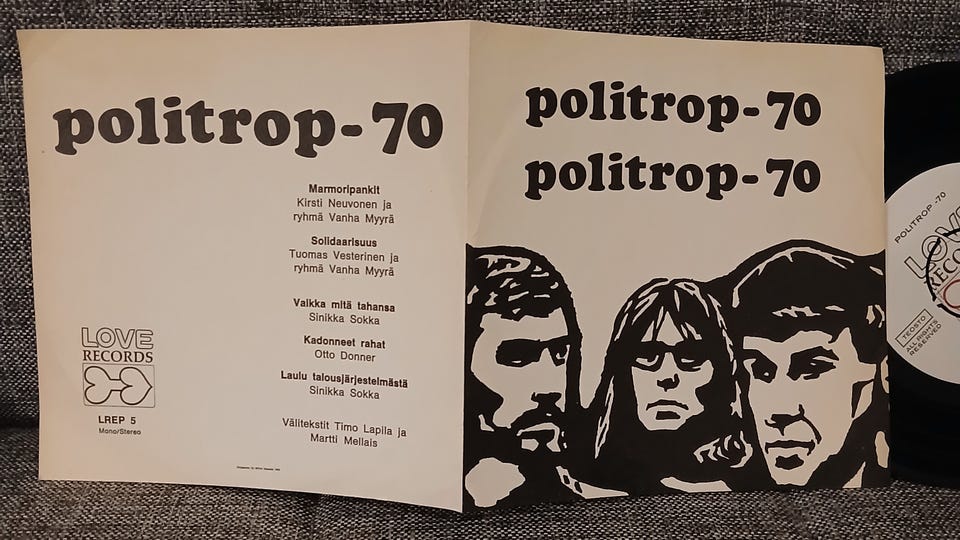 politrop-70
Marmoripankit
Kirsti Neuvonen ja
ryhmä Vanha Myyrä
Solidaarisuus
Tuomas Vesterinen ja
ryhmä Vanha Myyrä
Vaikka mitä tahansa
Sinikka Sokka
Kadonneet rahat
Otto Donner
Laulu talousjärjestelmästä
Sinikka Sokka
Välitekstit Timo Lapila ja
Martti Mellais
LOVE
RECORDS
LREP 5
Mono/Stereo
politrop-70
politrop-70
POLITROP -70
TEOSTO
ALL RIGHTS
RESERVED